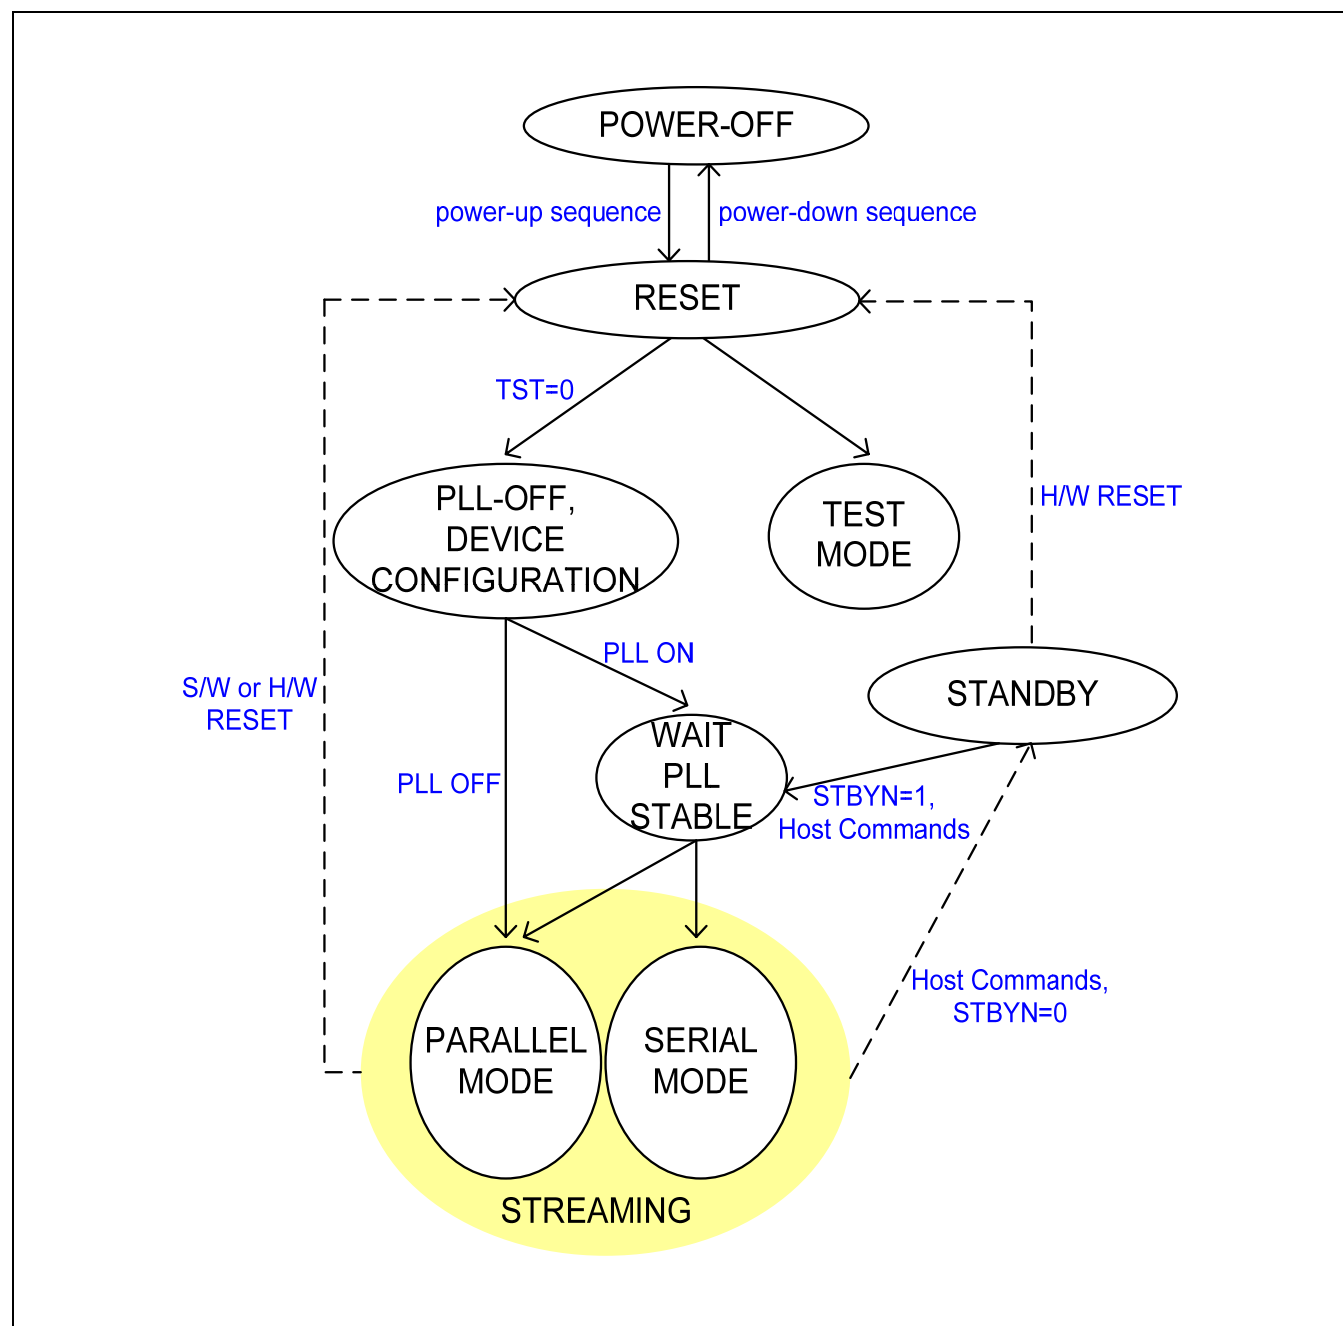 POWER-OFF
power-up sequence
power-down sequence
RESET
TST=0
PLL-OFF,
DEVICE
CONFIGURATION
TEST
MODE
H/W RESET
PLL ON
S/W or H/W
RESET
STANDBY
WAIT
PLL
STABLE
PLL OFF
STBYN=1,
Host Commands
Host Commands,
STBYN=0
PARALLEL
MODE
SERIAL
MODE
STREAMING